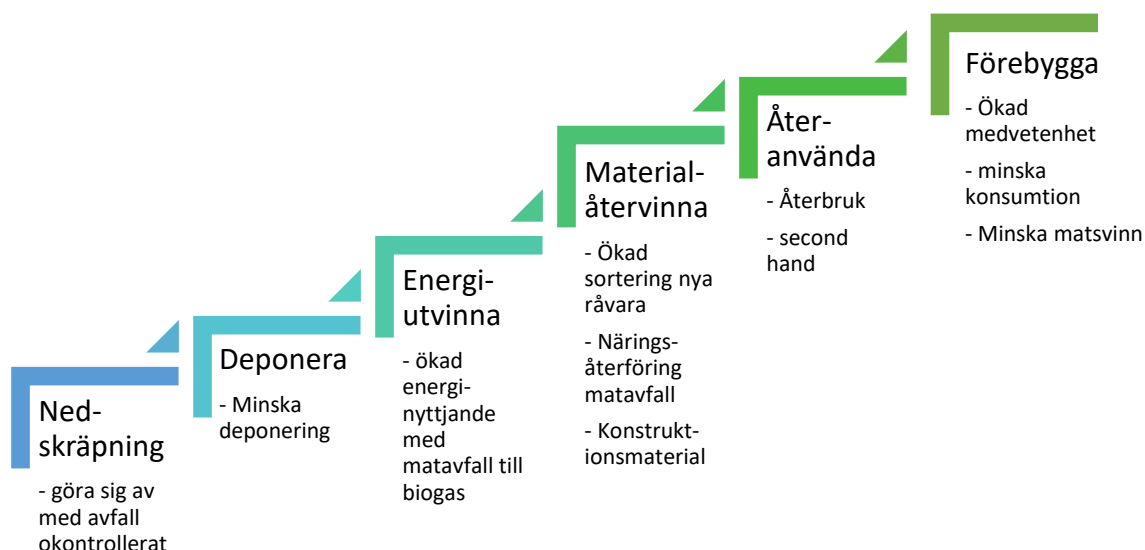 Ned-
skräpning
- göra sig av
med avfall
okontrollerat
Deponera
- Minska
deponering
Energi-
utvinna
- ökad
energi-
nyttjande
med
matavfall till
biogas
Material-
återvinna
- Ökad
sortering nya
råvara
- Närings-
återföring
matavfall
- Konstrukt-
ionsmaterial
Åter-
använda
- Återbruk
- second
hand
Förebygga
- Ökad
medvetenhet
- minska
konsumtion
- Minska matsvinn